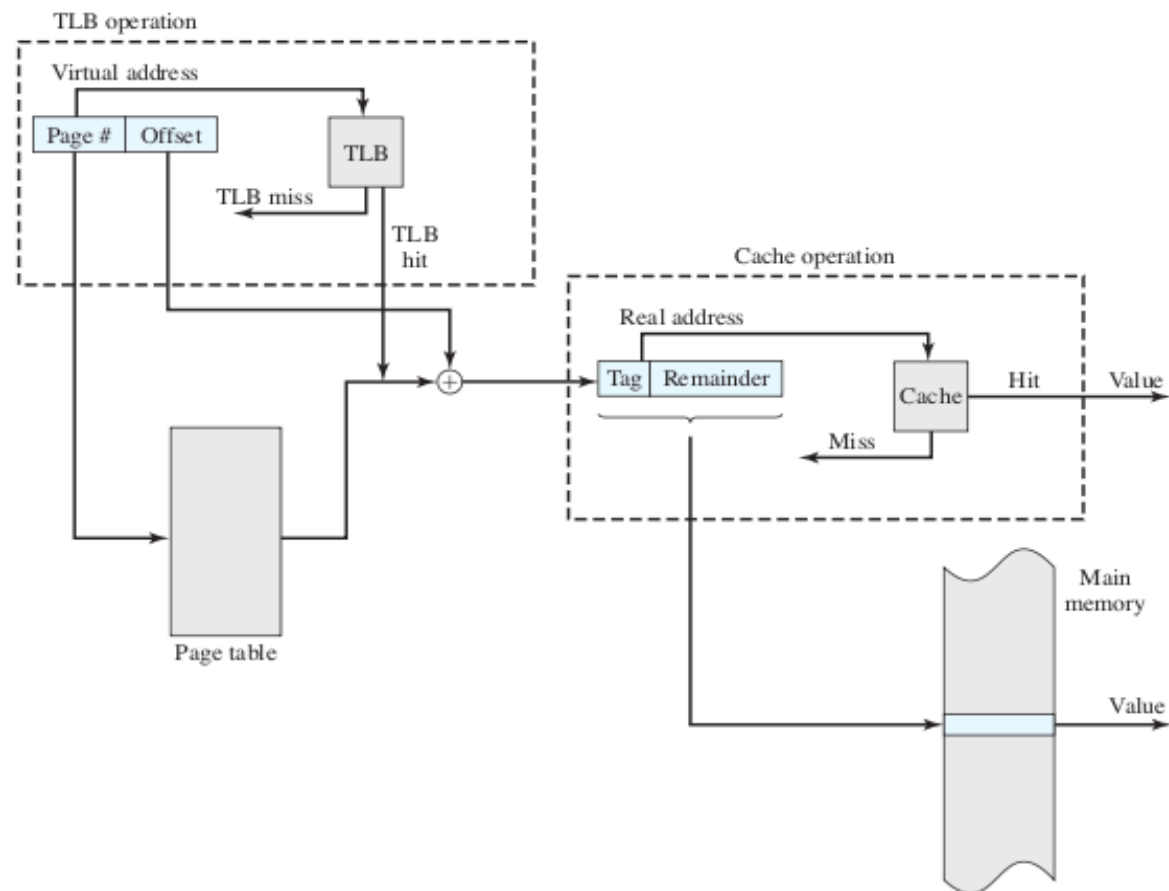 TLB operation
Virtual address
Page #
Offset
TLB
TLB miss
TLB
hit
Cache operation
Real address
Tag
Remainder
Cache
Hit
Value
Miss
Page table
Main
memory
Value